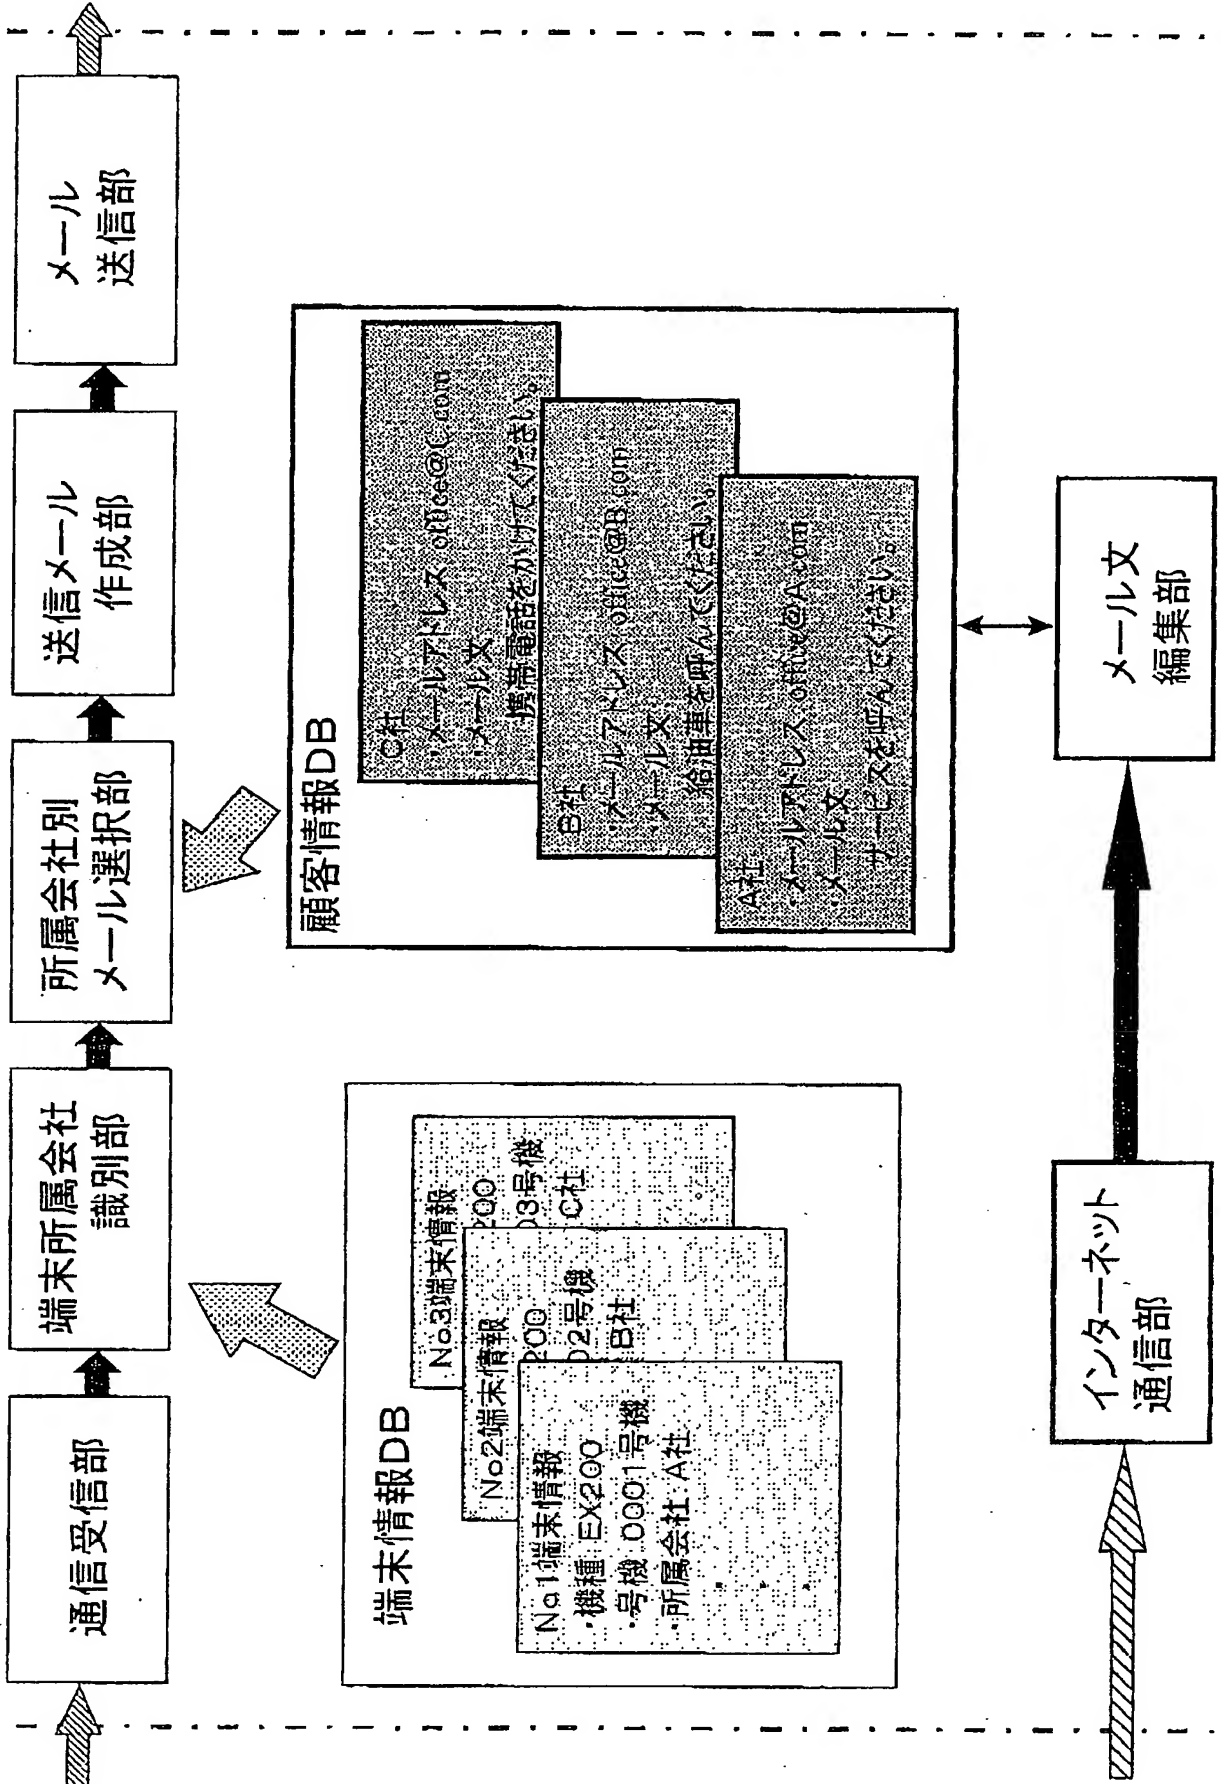 通信受信部
端末所属会社
識別部
所属会社別
メール選択部
送信メール
作成部
メール
送信部
端末情報DB
No3端末情報
200
03号機
C社
No2端末情報
200
02号機
B社
No1端末情報
・機種:EX200
・号機:0001号機
・所属会社:A社
顧客情報DB
C社
・メールアドレス office@C.com
・メール文
携帯電話をかけてください。
B社
・メールアドレス office@B.com
・メール文
給油車を呼んでください。
A社
・メールアドレス office@A.com
・メール文
サービスを呼んでください。
インターネット
通信部
メール文
編集部